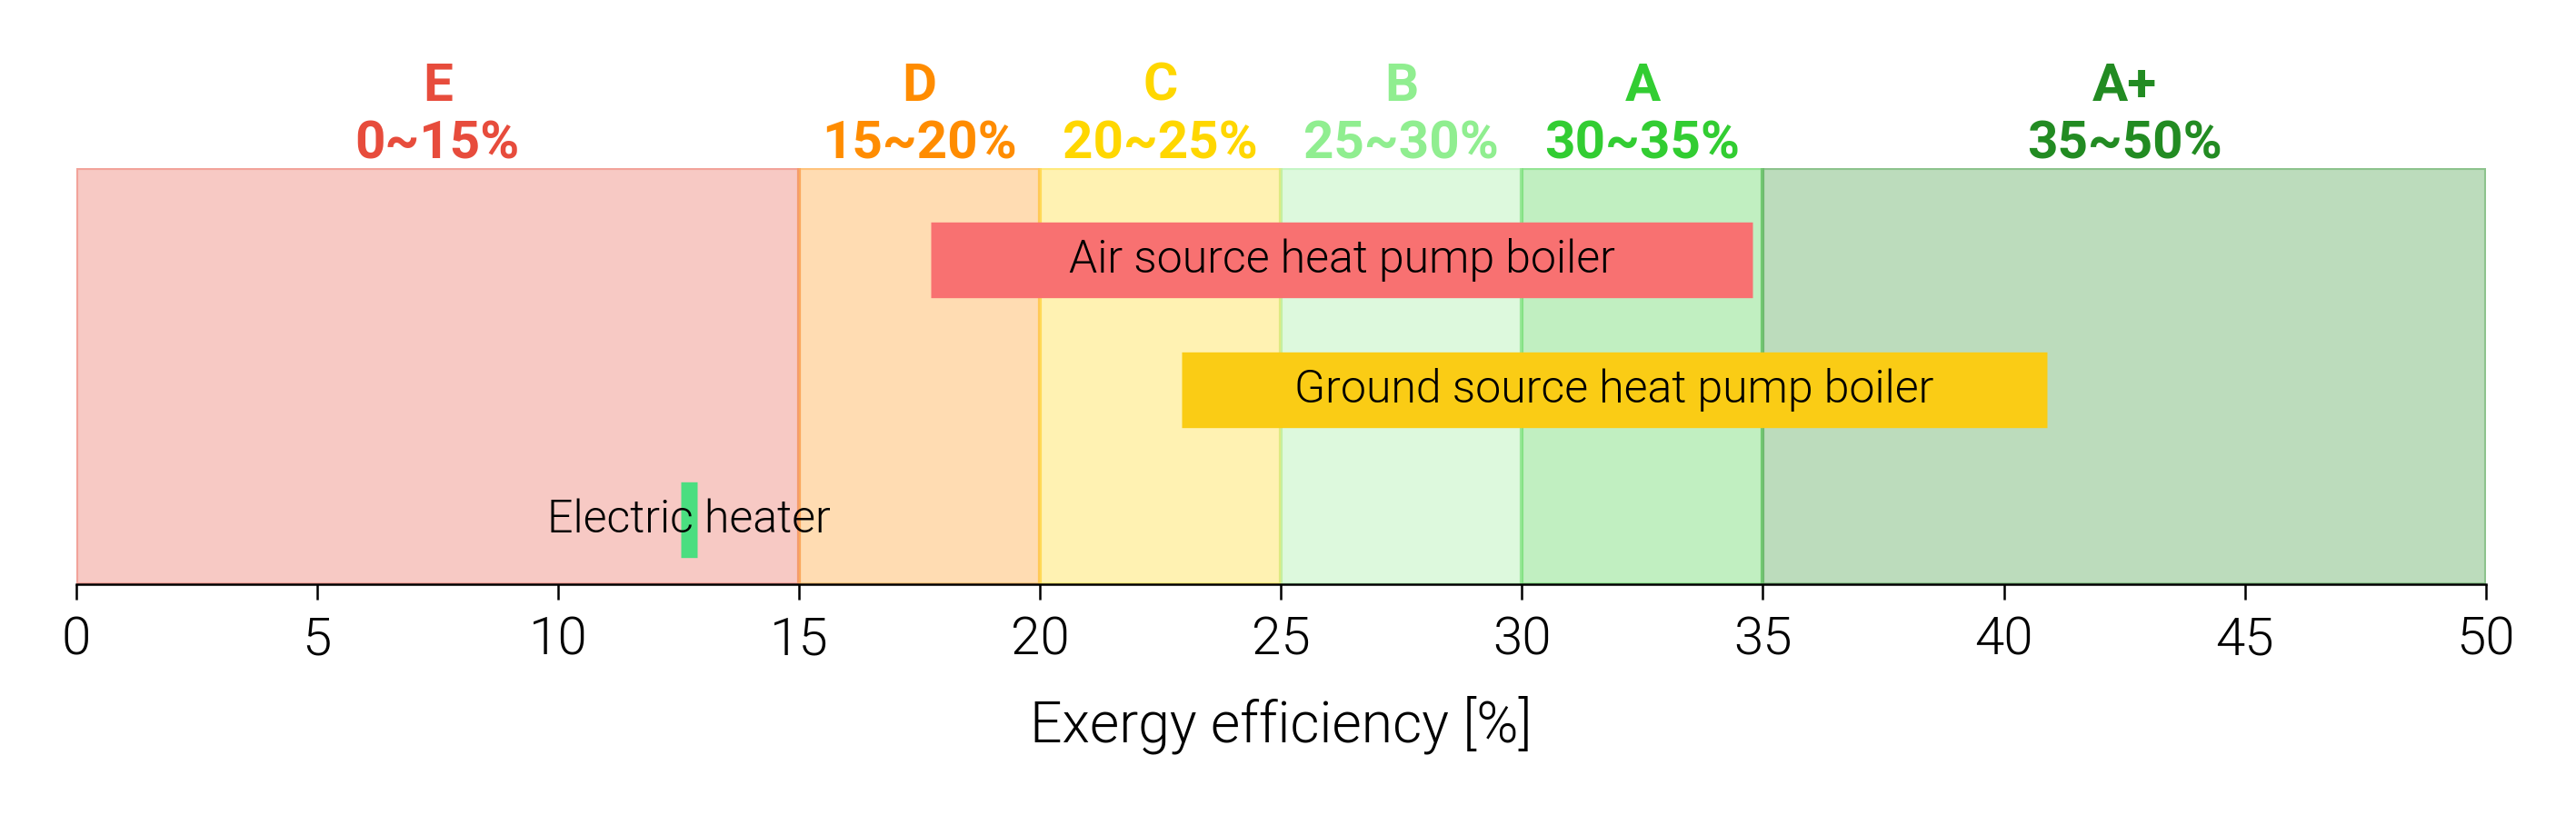 E
0~15%
D
15~20%
C
20~25%
B
25~30%
A
30~35%
A+
35~50%
Air source heat pump boiler
Ground source heat pump boiler
Electric heater
0 5 10 15 20 25 30 35 40 45 50
Exergy efficiency [%]